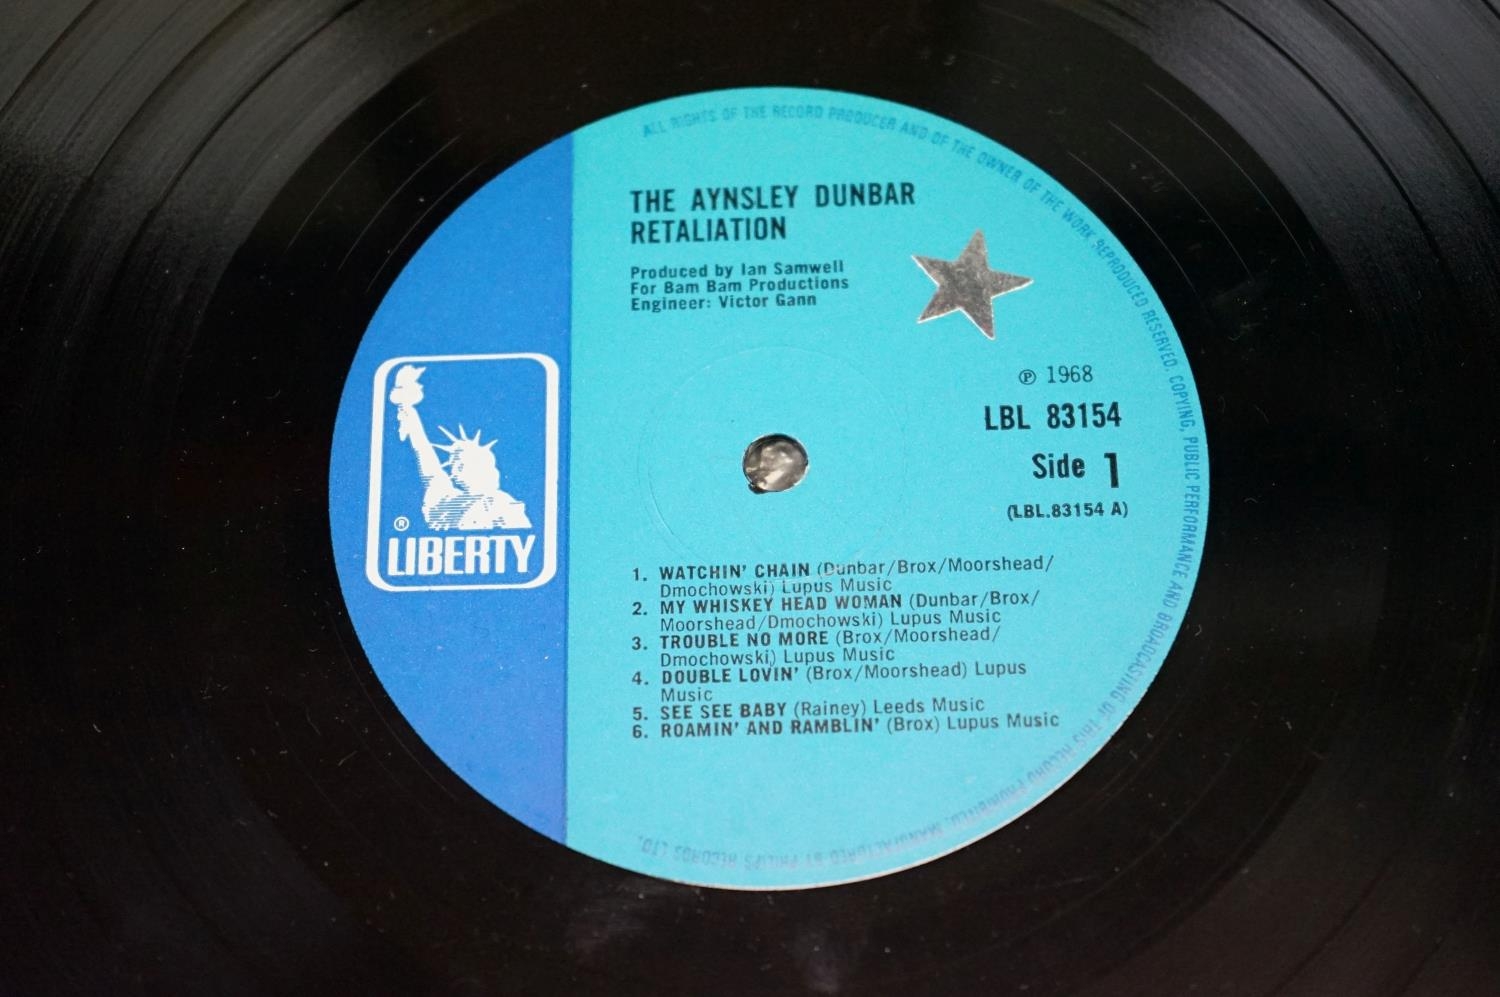 ALL RIGHTS OF THE RECORD PRODUCER AND OF THE OWNER OF THE WORK REPRODUCED RESERVED. COPYING, PUBLIC PERFORMANCE AND BROADCASTING OF THIS RECORD PROHIBITED. MANUFACTURED BY PHILIPS RECORDS LTD.
THE AYNSLEY DUNBAR
RETALIATION
Produced by Ian Samwell
For Bam Bam Productions
Engineer: Victor Gann
℗ 1968
LBL 83154
Side 1
(LBL.83154 A)
®
LIBERTY
1. WATCHIN' CHAIN (Dunbar/Brox/Moorshead/
Dmochowski) Lupus Music
2. MY WHISKEY HEAD WOMAN (Dunbar/Brox/
Moorshead/Dmochowski) Lupus Music
3. TROUBLE NO MORE (Brox/Moorshead/
Dmochowski) Lupus Music
4. DOUBLE LOVIN' (Brox/Moorshead) Lupus
Music
5. SEE SEE BABY (Rainey) Leeds Music
6. ROAMIN' AND RAMBLIN' (Brox) Lupus Music